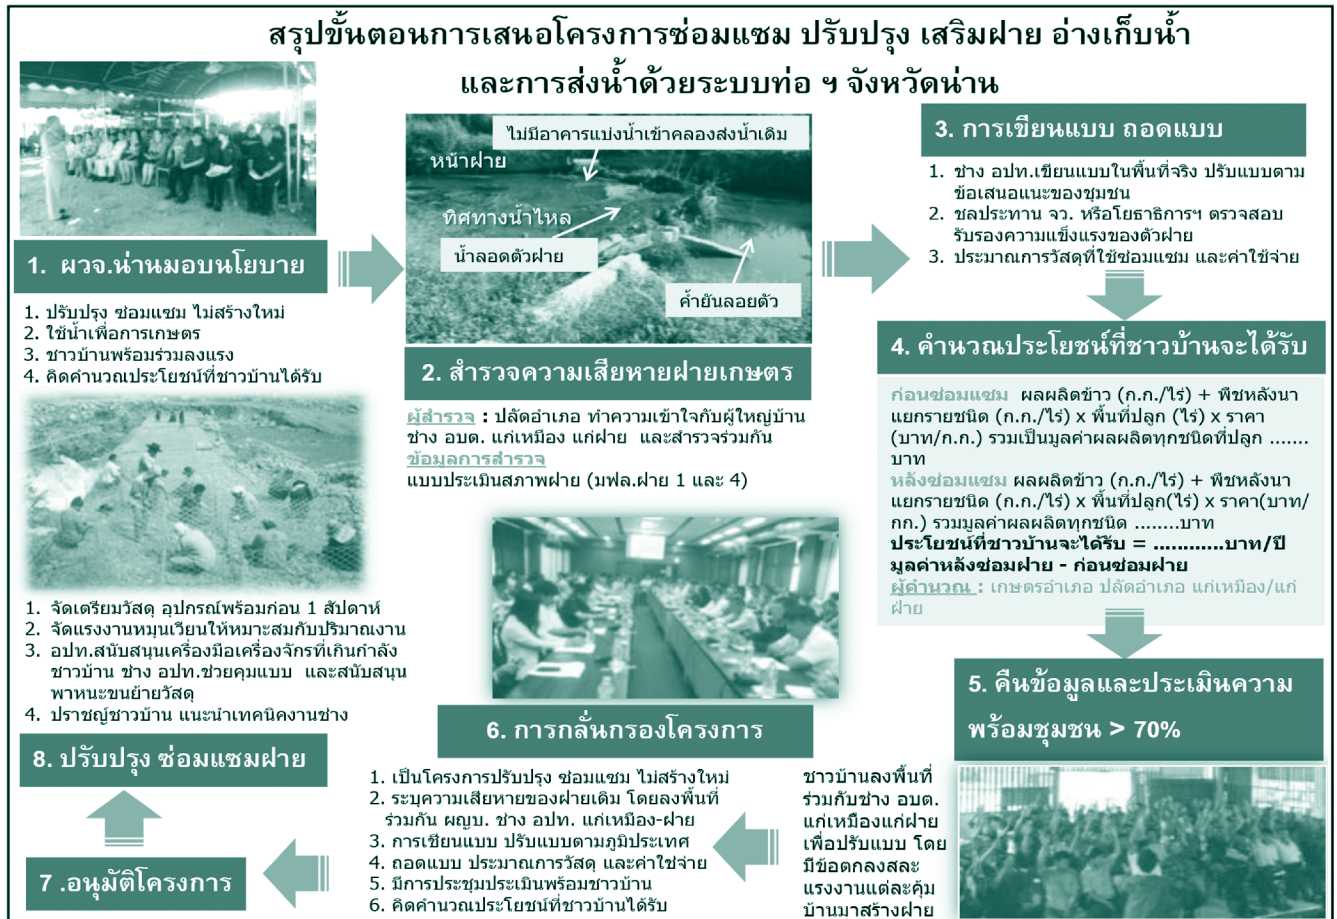 สรุปขั้นตอนการเสนอโครงการซ่อมแซม ปรับปรุง เสริมฝาย อ่างเก็บน้ำ
และการส่งน้ำด้วยระบบท่อ ฯ จังหวัดน่าน
1. ผวจ.น่านมอบนโยบาย
1. ปรับปรุง ซ่อมแซม ไม่สร้างใหม่
2. ใช้น้ำเพื่อการเกษตร
3. ชาวบ้านพร้อมร่วมลงแรง
4. คิดคำนวณประโยชน์ที่ชาวบ้านได้รับ
ไม่มีอาคารแบ่งน้ำเข้าคลองส่งน้ำเดิม
หน้าฝาย
ทิศทางน้ำไหล
น้ำลอดตัวฝาย
ค้ำยันลอยตัว
2. สำรวจความเสียหายฝายเกษตร
ผู้สำรวจ : ปลัดอำเภอ ทำความเข้าใจกับผู้ใหญ่บ้าน
ช่าง อบต. แก่เหมือง แก่ฝาย และสำรวจร่วมกัน
ข้อมูลการสำรวจ
แบบประเมินสภาพฝาย (มฟล.ฝาย 1 และ 4)
3. การเขียนแบบ ถอดแบบ
1. ช่าง อปท.เขียนแบบในพื้นที่จริง ปรับแบบตาม
ข้อเสนอแนะของชุมชน
2. ชลประทาน จว. หรือโยธาธิการฯ ตรวจสอบ
รับรองความแข็งแรงของตัวฝาย
3. ประมาณการวัสดุที่ใช้ซ่อมแซม และค่าใช้จ่าย
4. คำนวณประโยชน์ที่ชาวบ้านจะได้รับ
ก่อนซ่อมแซม ผลผลิตข้าว (ก.ก./ไร่) + พืชหลังนา
แยกรายชนิด (ก.ก./ไร่) x พื้นที่ปลูก (ไร่) x ราคา
(บาท/ก.ก.) รวมเป็นมูลค่าผลผลิตทุกชนิดที่ปลูก .......
บาท
หลังซ่อมแซม ผลผลิตข้าว (ก.ก./ไร่) + พืชหลังนา
แยกรายชนิด (ก.ก./ไร่) x พื้นที่ปลูก(ไร่) x ราคา(บาท/
กก.) รวมมูลค่าผลผลิตทุกชนิด ........บาท
ประโยชน์ที่ชาวบ้านจะได้รับ = ............บาท/ปี
มูลค่าหลังซ่อมฝาย - ก่อนซ่อมฝาย
ผู้คำนวณ : เกษตรอำเภอ ปลัดอำเภอ แก่เหมือง/แก่
ฝาย
5. คืนข้อมูลและประเมินความ
พร้อมชุมชน > 70%
ชาวบ้านลงพื้นที่
ร่วมกับช่าง อบต.
แก่เหมืองแก่ฝาย
เพื่อปรับแบบ โดย
มีข้อตกลงสละ
แรงงานแต่ละคุ้ม
บ้านมาสร้างฝาย
6. การกลั่นกรองโครงการ
1. เป็นโครงการปรับปรุง ซ่อมแซม ไม่สร้างใหม่
2. ระบุความเสียหายของฝายเดิม โดยลงพื้นที่
ร่วมกัน ผญบ. ช่าง อปท. แก่เหมือง-ฝาย
3. การเขียนแบบ ปรับแบบตามภูมิประเทศ
4. ถอดแบบ ประมาณการวัสดุ และค่าใช้จ่าย
5. มีการประชุมประเมินพร้อมชาวบ้าน
6. คิดคำนวณประโยชน์ที่ชาวบ้านได้รับ
7 .อนุมัติโครงการ
8. ปรับปรุง ซ่อมแซมฝาย
1. จัดเตรียมวัสดุ อุปกรณ์พร้อมก่อน 1 สัปดาห์
2. จัดแรงงานหมุนเวียนให้หมาะสมกับปริมาณงาน
3. อปท.สนับสนุนเครื่องมือเครื่องจักรที่เกินกำลัง
ชาวบ้าน ช่าง อปท.ช่วยคุมแบบ และสนับสนุน
พาหนะขนย้ายวัสดุ
4. ปราชญ์ชาวบ้าน แนะนำเทคนิคงานช่าง